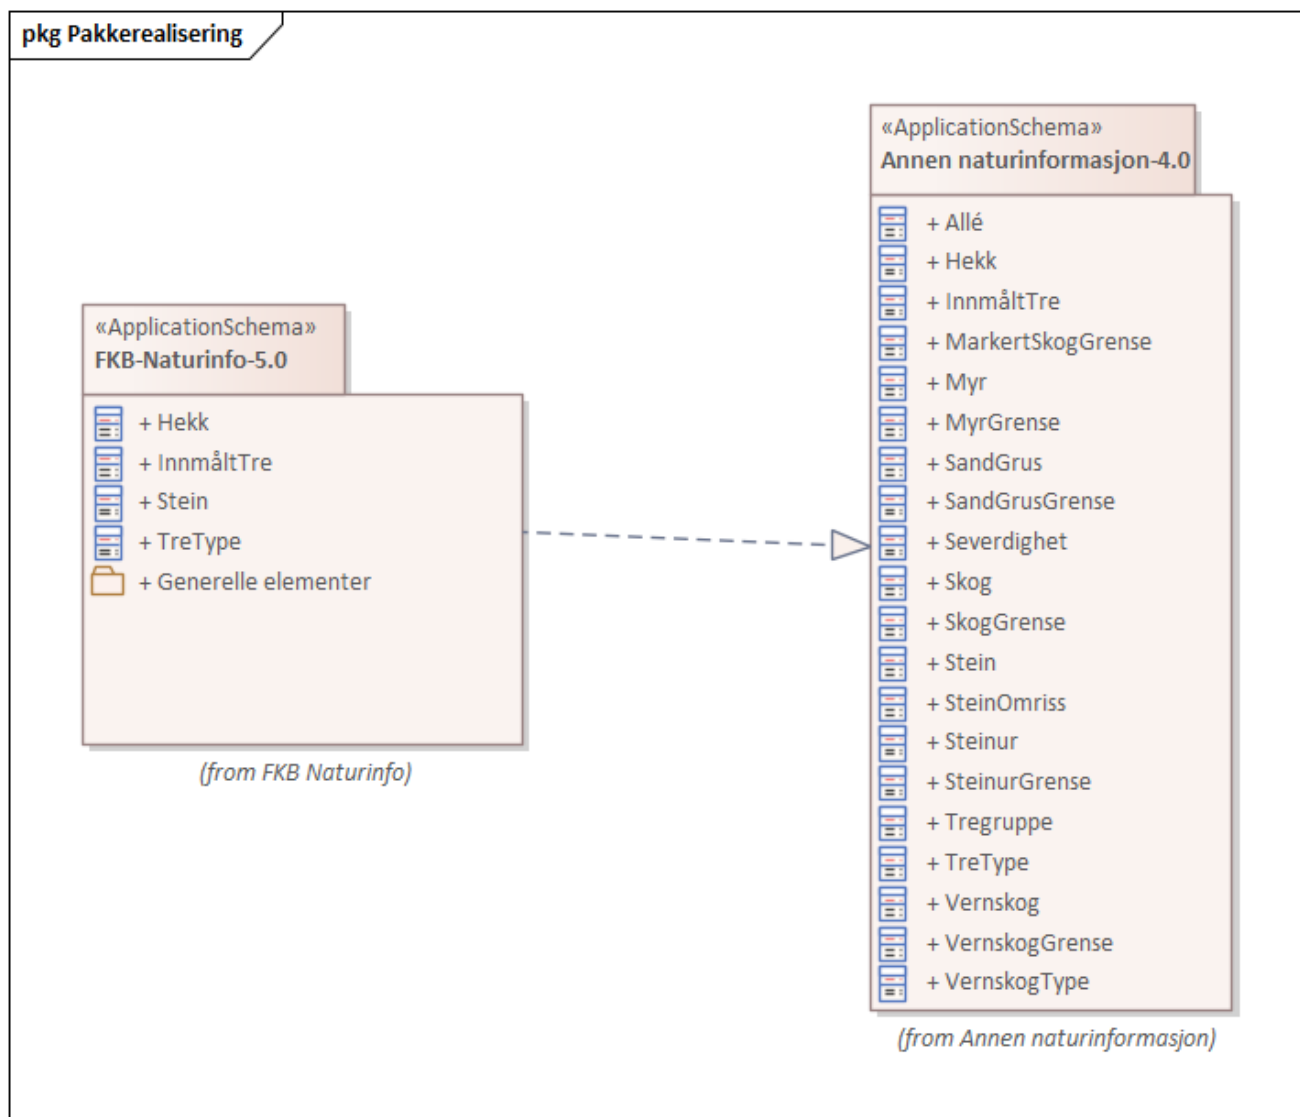 pkg Pakkerealisering
«ApplicationSchema»
FKB-Naturinfo-5.0
+ Hekk
+ InnmåltTre
+ Stein
+ TreType
+ Generelle elementer
(from FKB Naturinfo)
«ApplicationSchema»
Annen naturinformasjon-4.0
+ Allé
+ Hekk
+ InnmåltTre
+ MarkertSkogGrense
+ Myr
+ MyrGrense
+ SandGrus
+ SandGrusGrense
+ Severdighet
+ Skog
+ SkogGrense
+ Stein
+ SteinOmriss
+ Steinur
+ SteinurGrense
+ Tregruppe
+ TreType
+ Vernskog
+ VernskogGrense
+ VernskogType
(from Annen naturinformasjon)